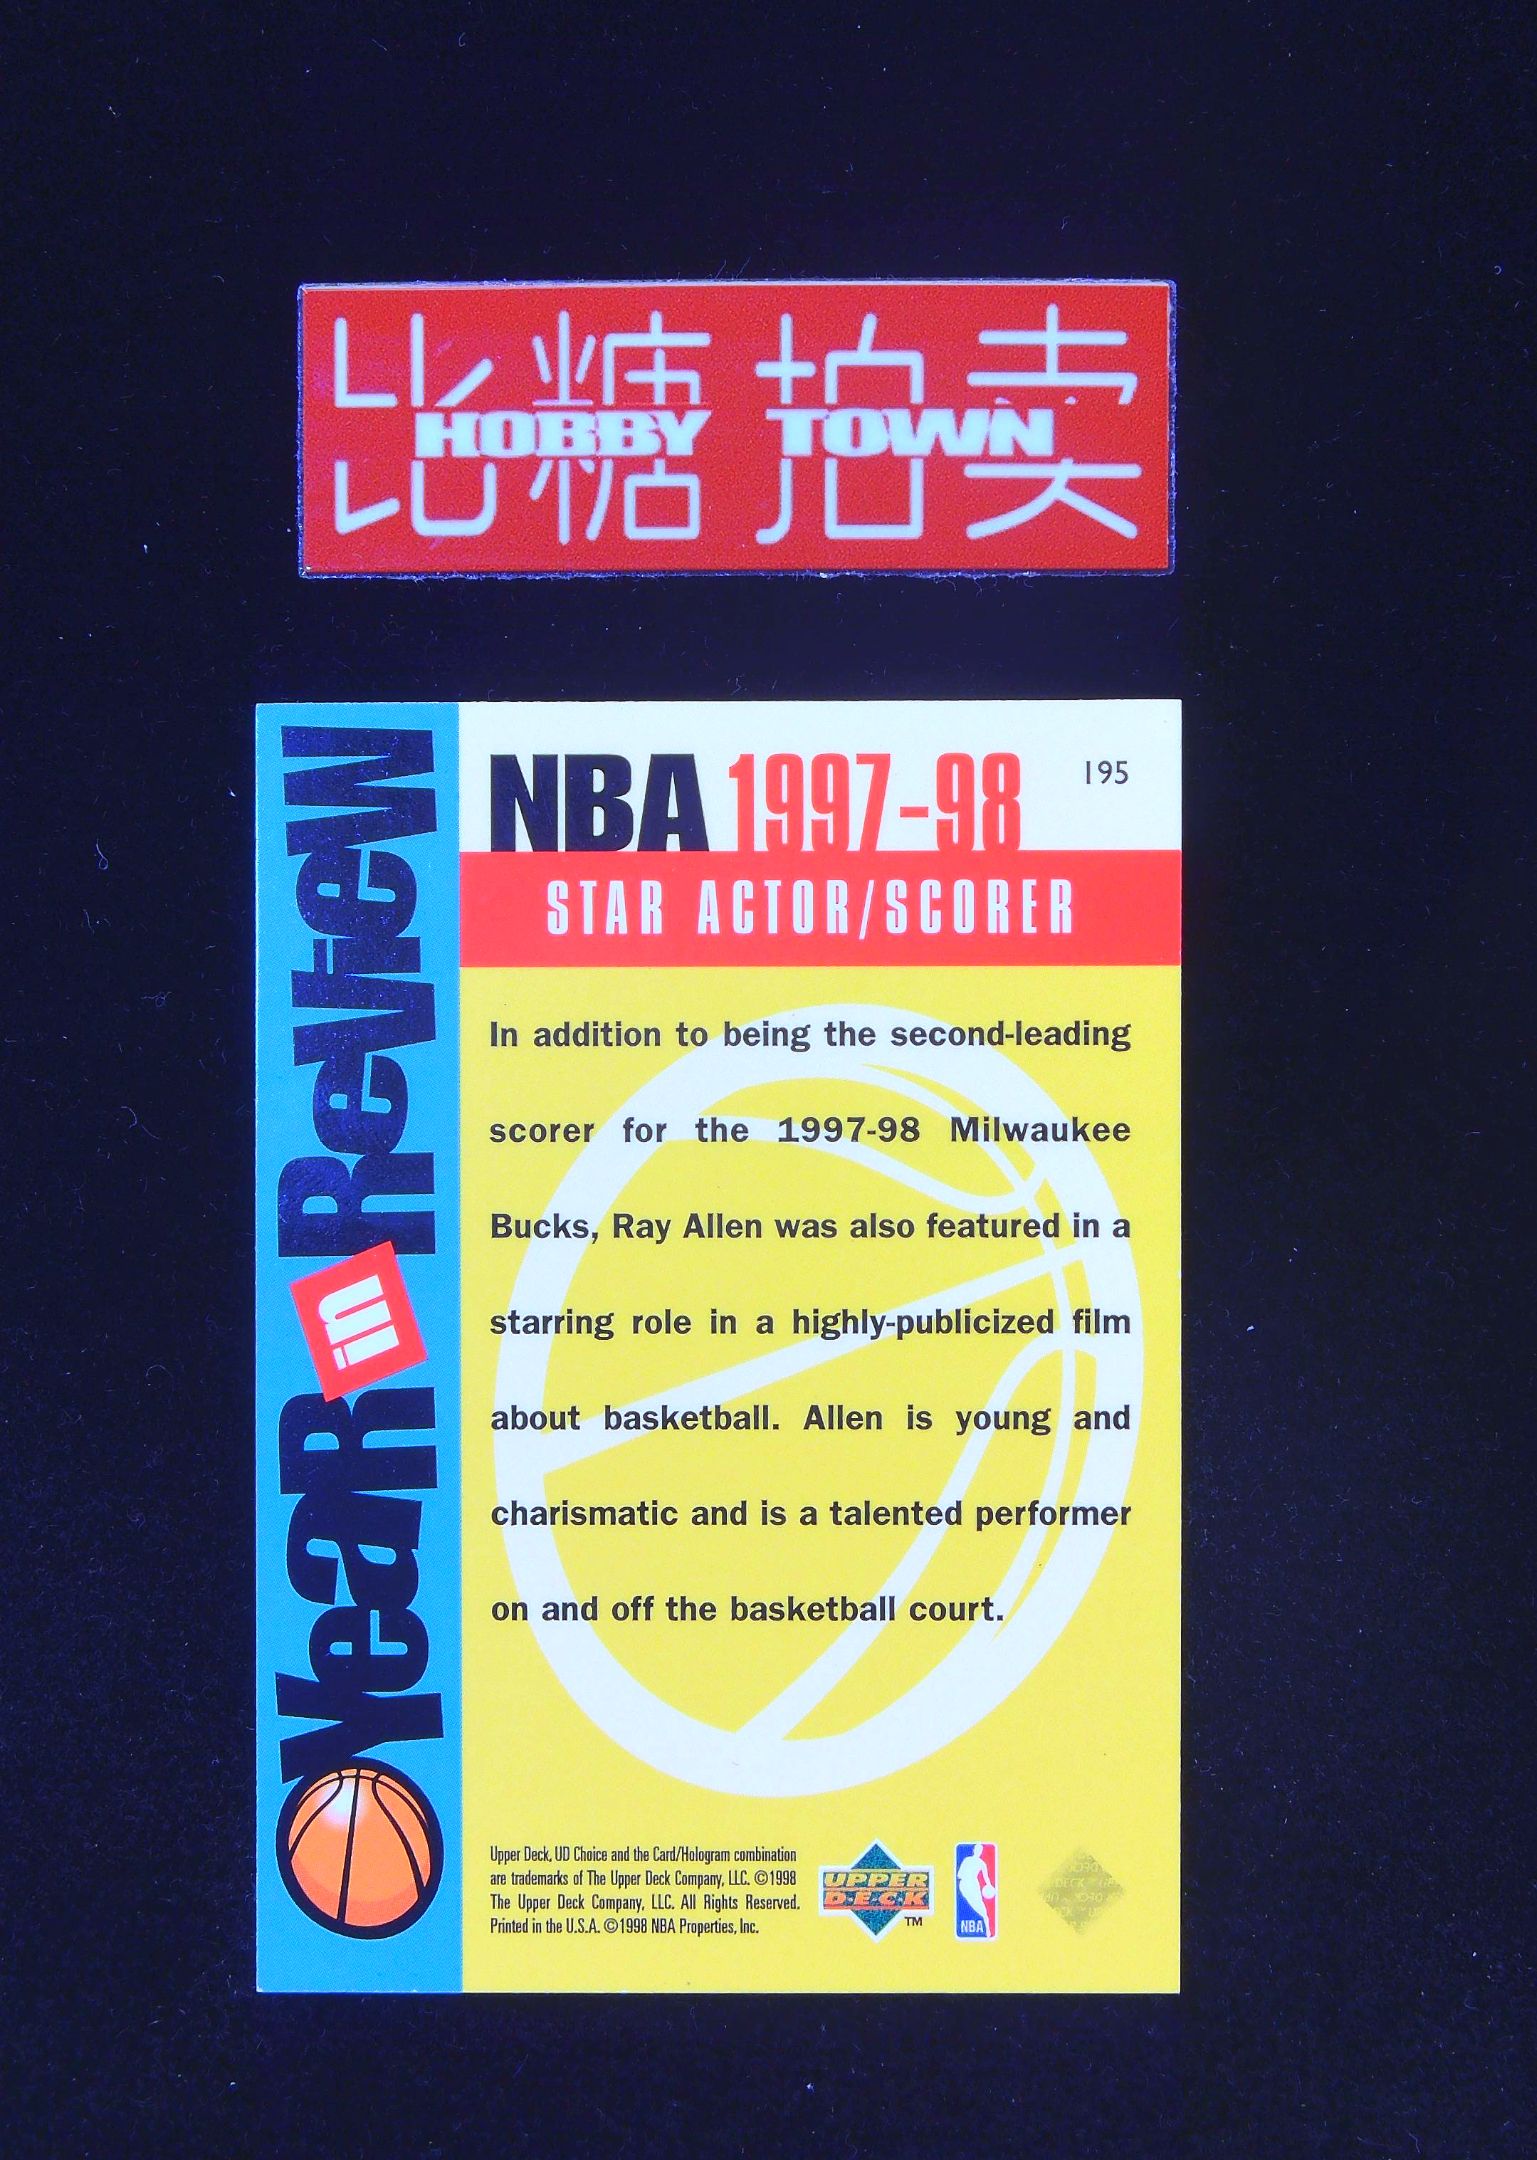 比糖拍卖
HOBBY TOWN
YeaR in ReVieW
NBA 1997-98
195
STAR ACTOR/SCORER
In addition to being the second-leading
scorer for the 1997-98 Milwaukee
Bucks, Ray Allen was also featured in a
starring role in a highly-publicized film
about basketball. Allen is young and
charismatic and is a talented performer
on and off the basketball court.
Upper Deck, UD Choice and the Card/Hologram combination
are trademarks of The Upper Deck Company, LLC. ©1998
The Upper Deck Company, LLC. All Rights Reserved.
Printed in the U.S.A. ©1998 NBA Properties, Inc.
UPPER
D·E·C·K
TM
NBA